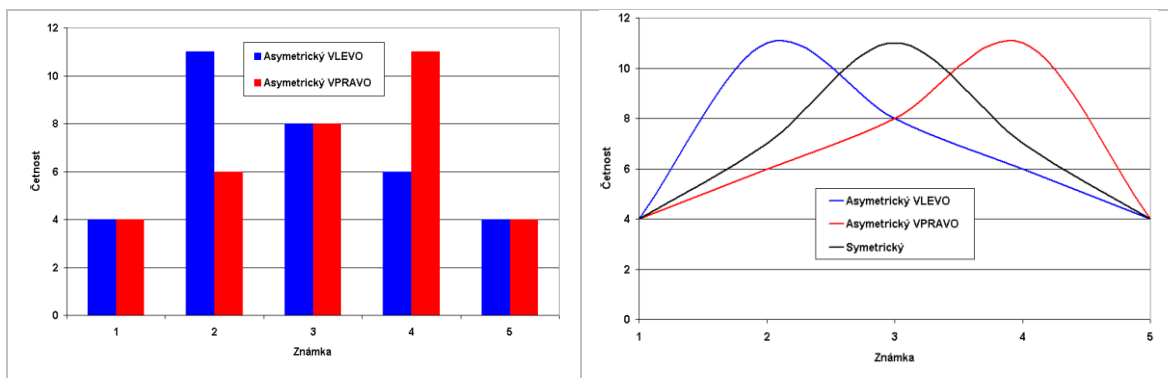 12
10
8
6
4
2
0
Četnost
Asymetrický VLEVO
Asymetrický VPRAVO
1 2 3 4 5
Známka
12
10
8
6
4
2
0
Četnost
Asymetrický VLEVO
Asymetrický VPRAVO
Symetrický
1 2 3 4 5
Známka